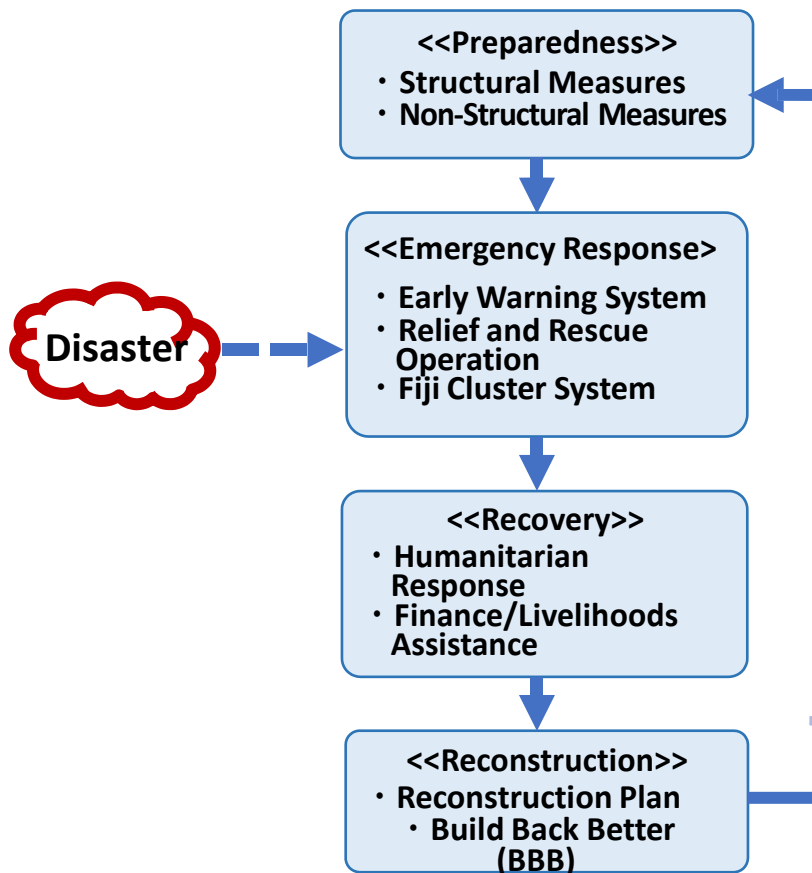 <<Preparedness>>
・Structural Measures
・Non-Structural Measures
<<Emergency Response>
・Early Warning System
・Relief and Rescue
Operation
・Fiji Cluster System
Disaster
<<Recovery>>
・Humanitarian
Response
・Finance/Livelihoods
Assistance
<<Reconstruction>>
・Reconstruction Plan
・Build Back Better
(BBB)